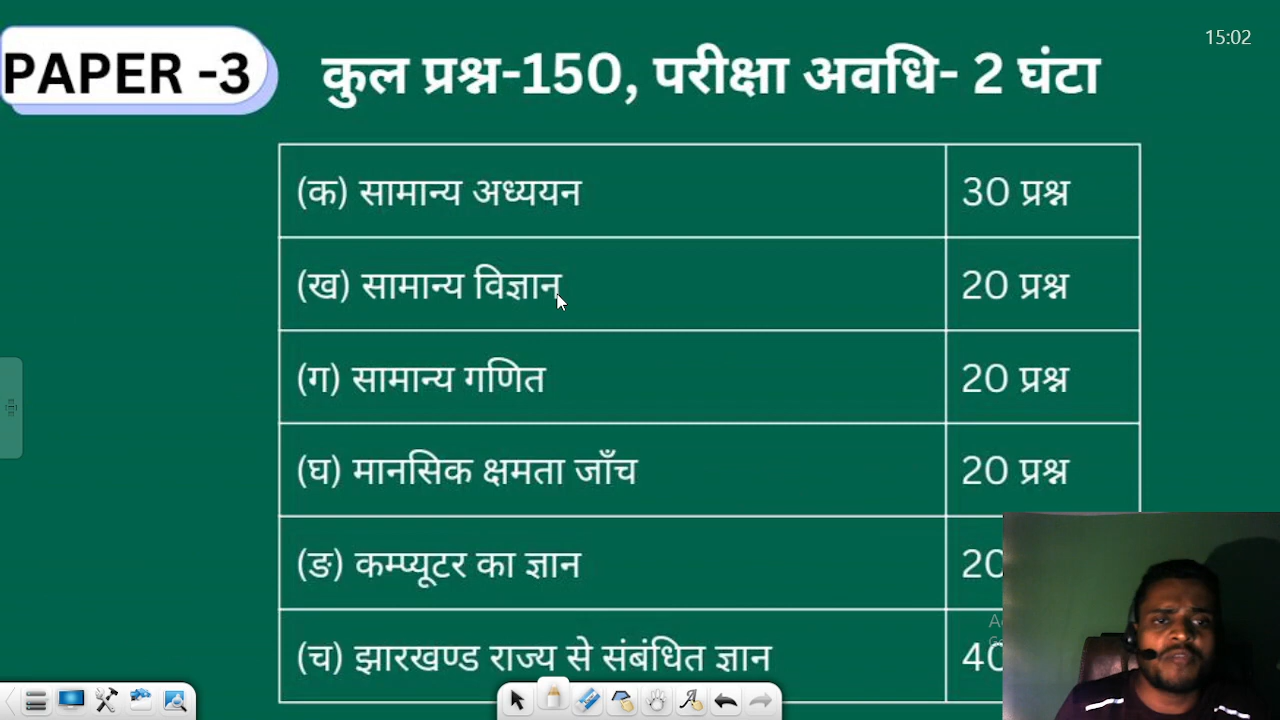 PAPER -3
कुल प्रश्न-150, परीक्षा अवधि- 2 घंटा
15:02
(क) सामान्य अध्ययन 30 प्रश्न
(ख) सामान्य विज्ञान 20 प्रश्न
(ग) सामान्य गणित 20 प्रश्न
(घ) मानसिक क्षमता जाँच 20 प्रश्न
(ङ) कम्प्यूटर का ज्ञान 20
(च) झारखण्ड राज्य से संबंधित ज्ञान 40